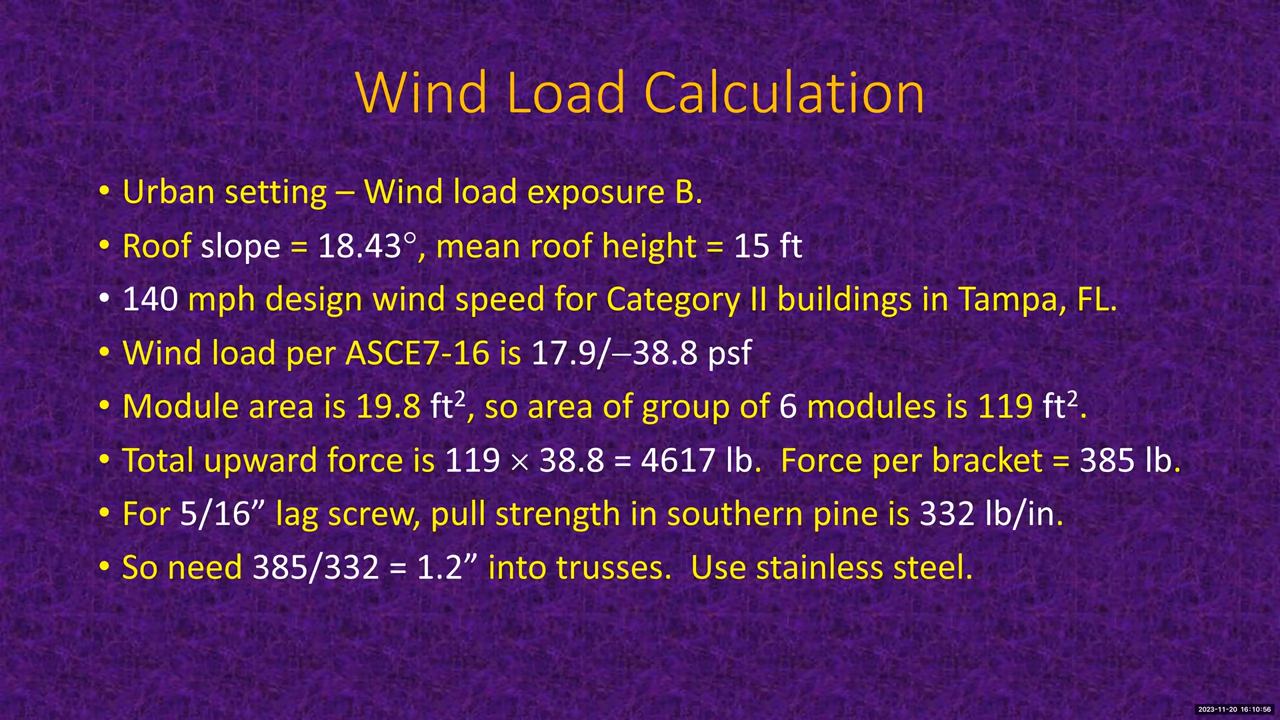 Wind Load Calculation
• Urban setting – Wind load exposure B.
• Roof slope = 18.43°, mean roof height = 15 ft
• 140 mph design wind speed for Category II buildings in Tampa, FL.
• Wind load per ASCE7-16 is 17.9/−38.8 psf
• Module area is 19.8 ft², so area of group of 6 modules is 119 ft².
• Total upward force is 119 × 38.8 = 4617 lb.  Force per bracket = 385 lb.
• For 5/16” lag screw, pull strength in southern pine is 332 lb/in.
• So need 385/332 = 1.2” into trusses.  Use stainless steel.
2023-11-20 16:10:56